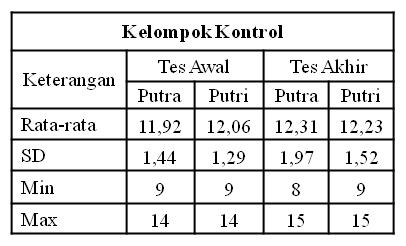 Kelompok Kontrol
Keterangan Tes Awal Tes Akhir
Putra Putri Putra Putri
Rata-rata 11,92 12,06 12,31 12,23
SD 1,44 1,29 1,97 1,52
Min 9 9 8 9
Max 14 14 15 15